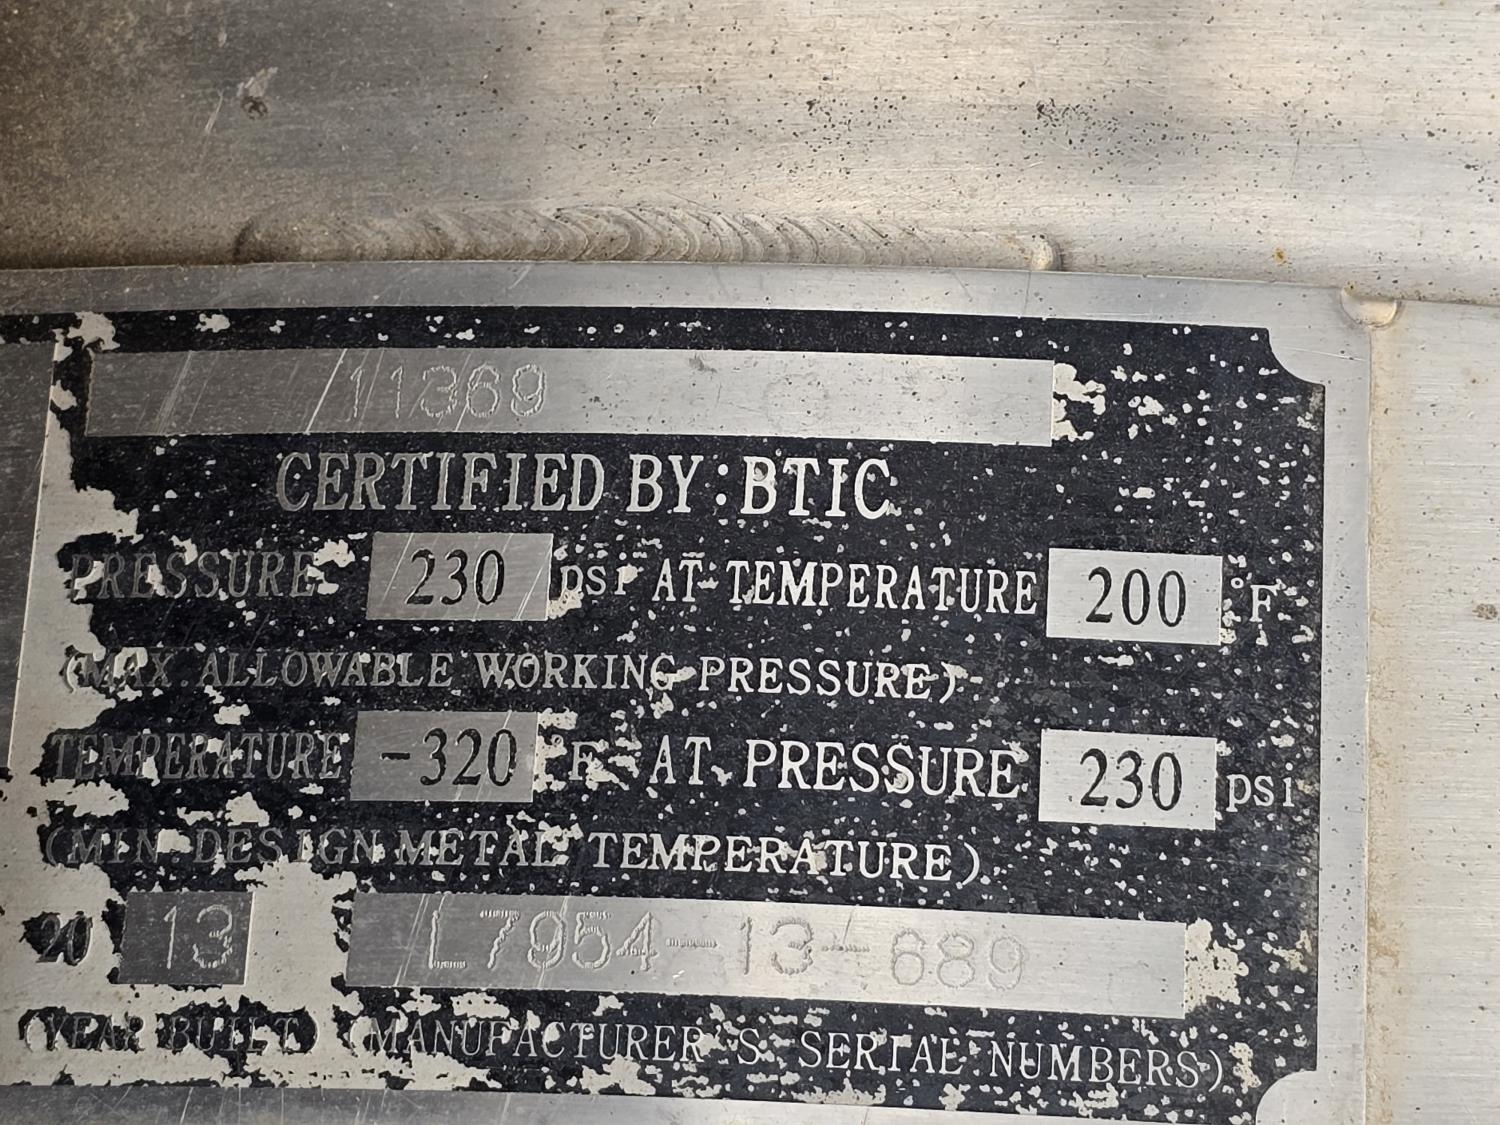 11369
CERTIFIED BY:BTIC
PRESSURE 230 psi AT TEMPERATURE 200 °F
(MAX.ALLOWABLE WORKING PRESSURE)
TEMPERATURE -320 °F AT PRESSURE 230 psi
(MIN.DESIGN METAL TEMPERATURE)
20 13 L7954-13-689
(YEAR BUILT) (MANUFACTURER'S SERIAL NUMBERS)